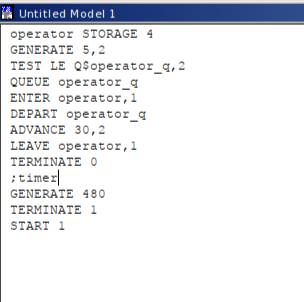 Untitled Model 1
operator STORAGE 4
GENERATE 5,2
TEST LE Q$operator_q,2
QUEUE operator_q
ENTER operator,1
DEPART operator_q
ADVANCE 30,2
LEAVE operator,1
TERMINATE 0
;timer
GENERATE 480
TERMINATE 1
START 1